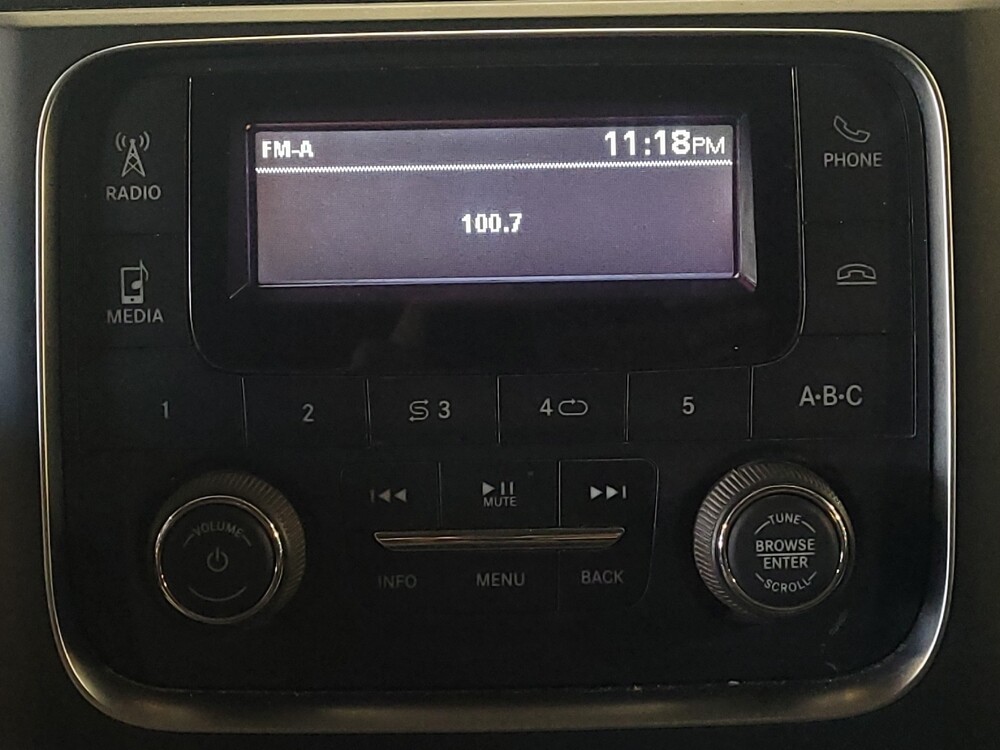 FM-A 11:18PM
100.7
RADIO
MEDIA
PHONE
1 2 3 4 5 A·B·C
VOLUME
MUTE
INFO MENU BACK
TUNE
BROWSE
ENTER
SCROLL